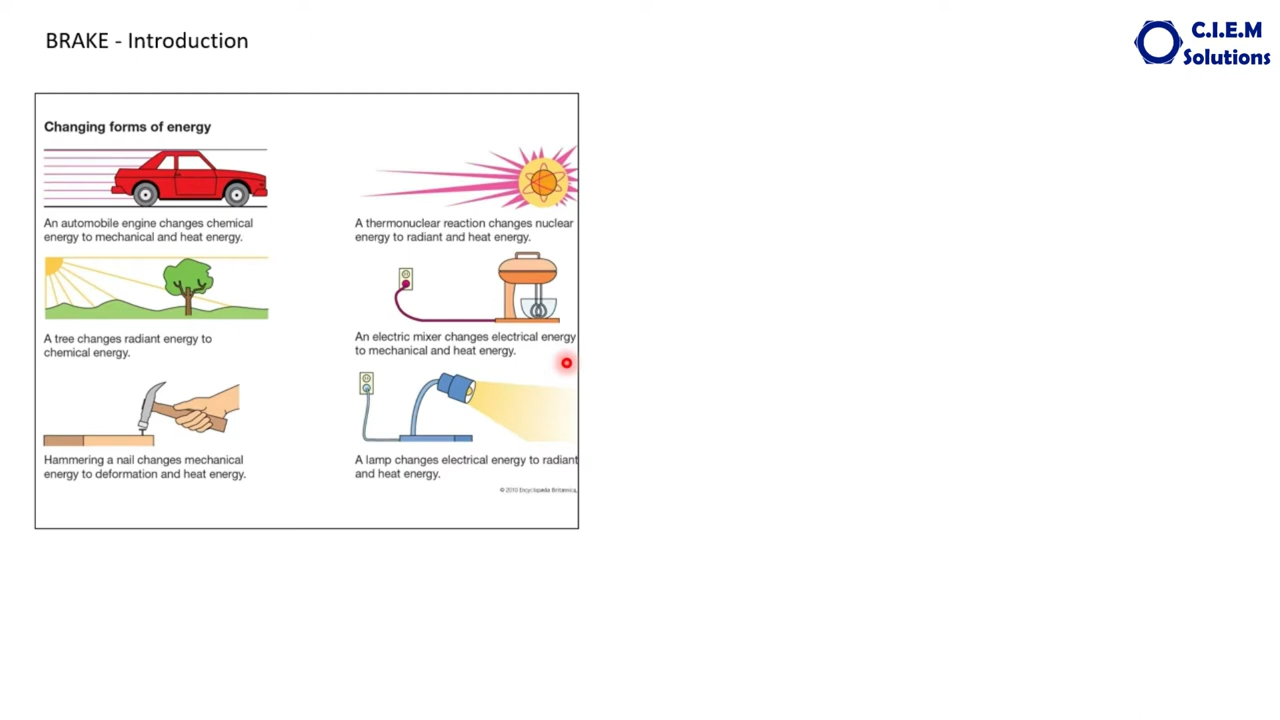 BRAKE - Introduction
C.I.E.M
Solutions
Changing forms of energy
An automobile engine changes chemical
energy to mechanical and heat energy.
A thermonuclear reaction changes nuclear
energy to radiant and heat energy.
A tree changes radiant energy to
chemical energy.
An electric mixer changes electrical energy
to mechanical and heat energy.
Hammering a nail changes mechanical
energy to deformation and heat energy.
A lamp changes electrical energy to radiant
and heat energy.
© 2010 Encyclopædia Britannica,